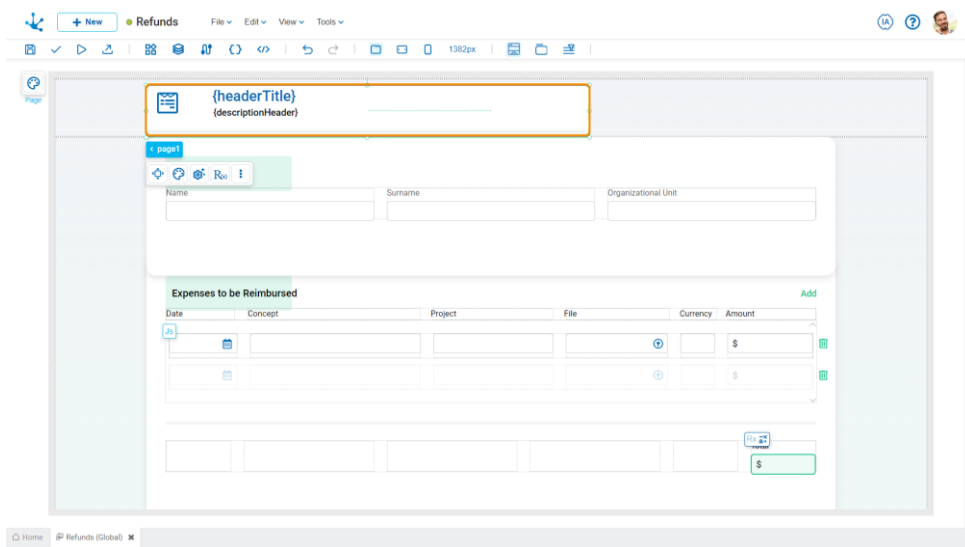 + New
Refunds
File
Edit
View
Tools
IA
?
1382px
Page
{headerTitle}
{descriptionHeader}
‹ page1
Name
Surname
Organizational Unit
Expenses to be Reimbursed
Add
Date
Concept
Project
File
Currency
Amount
Js
$
$
Rx
$
Home
Refunds (Global)